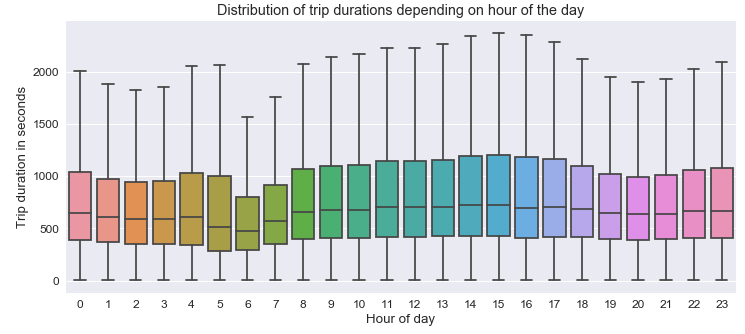 Distribution of trip durations depending on hour of the day
Trip duration in seconds
2000
1500
1000
500
0
0 1 2 3 4 5 6 7 8 9 10 11 12 13 14 15 16 17 18 19 20 21 22 23
Hour of day